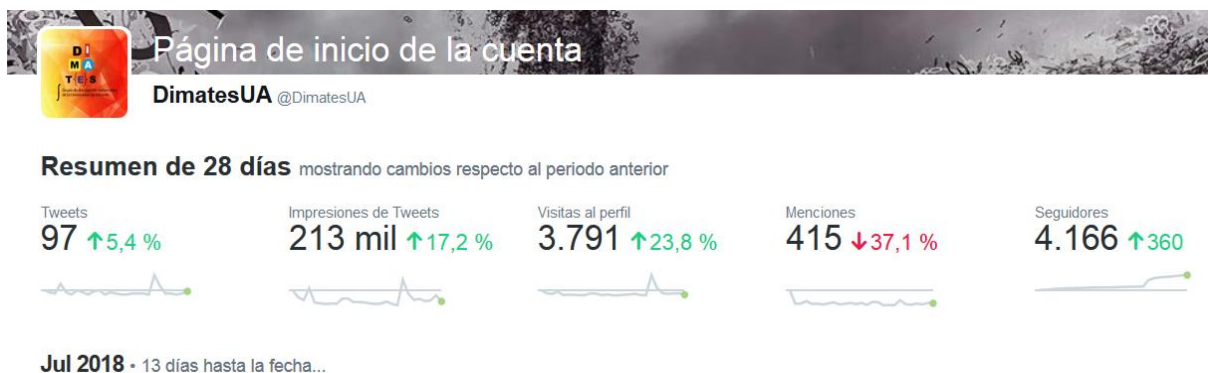 Página de inicio de la cuenta
D I
M A
T E S
DimatesUA @DimatesUA
Resumen de 28 días mostrando cambios respecto al periodo anterior
Tweets Impresiones de Tweets Visitas al perfil Menciones Seguidores
97 ↑5,4 % 213 mil ↑17,2 % 3.791 ↑23,8 % 415 ↓37,1 % 4.166 ↑360
Jul 2018 • 13 días hasta la fecha...